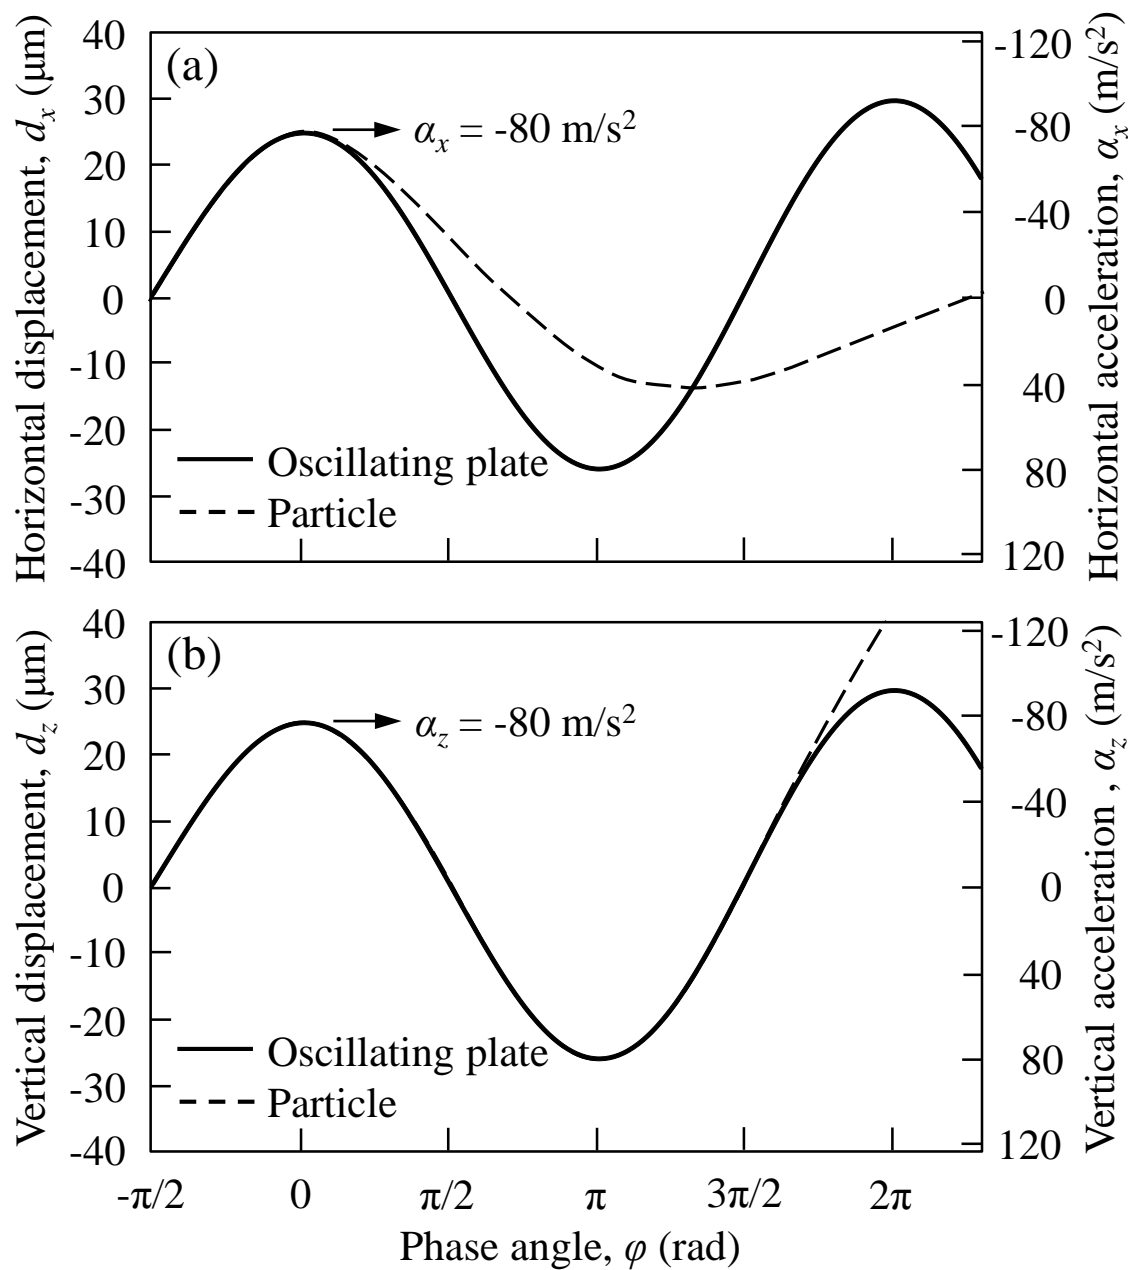 (a)
Horizontal displacement, dₓ (μm)
40
30
20
10
0
-10
-20
-30
-40
αₓ = -80 m/s²
Oscillating plate
Particle
-120
-80
-40
0
40
80
120
Horizontal acceleration, αₓ (m/s²)
(b)
Vertical displacement, d_z (μm)
40
30
20
10
0
-10
-20
-30
-40
α_z = -80 m/s²
Oscillating plate
Particle
-120
-80
-40
0
40
80
120
Vertical acceleration , α_z (m/s²)
-π/2 0 π/2 π 3π/2 2π
Phase angle, φ (rad)